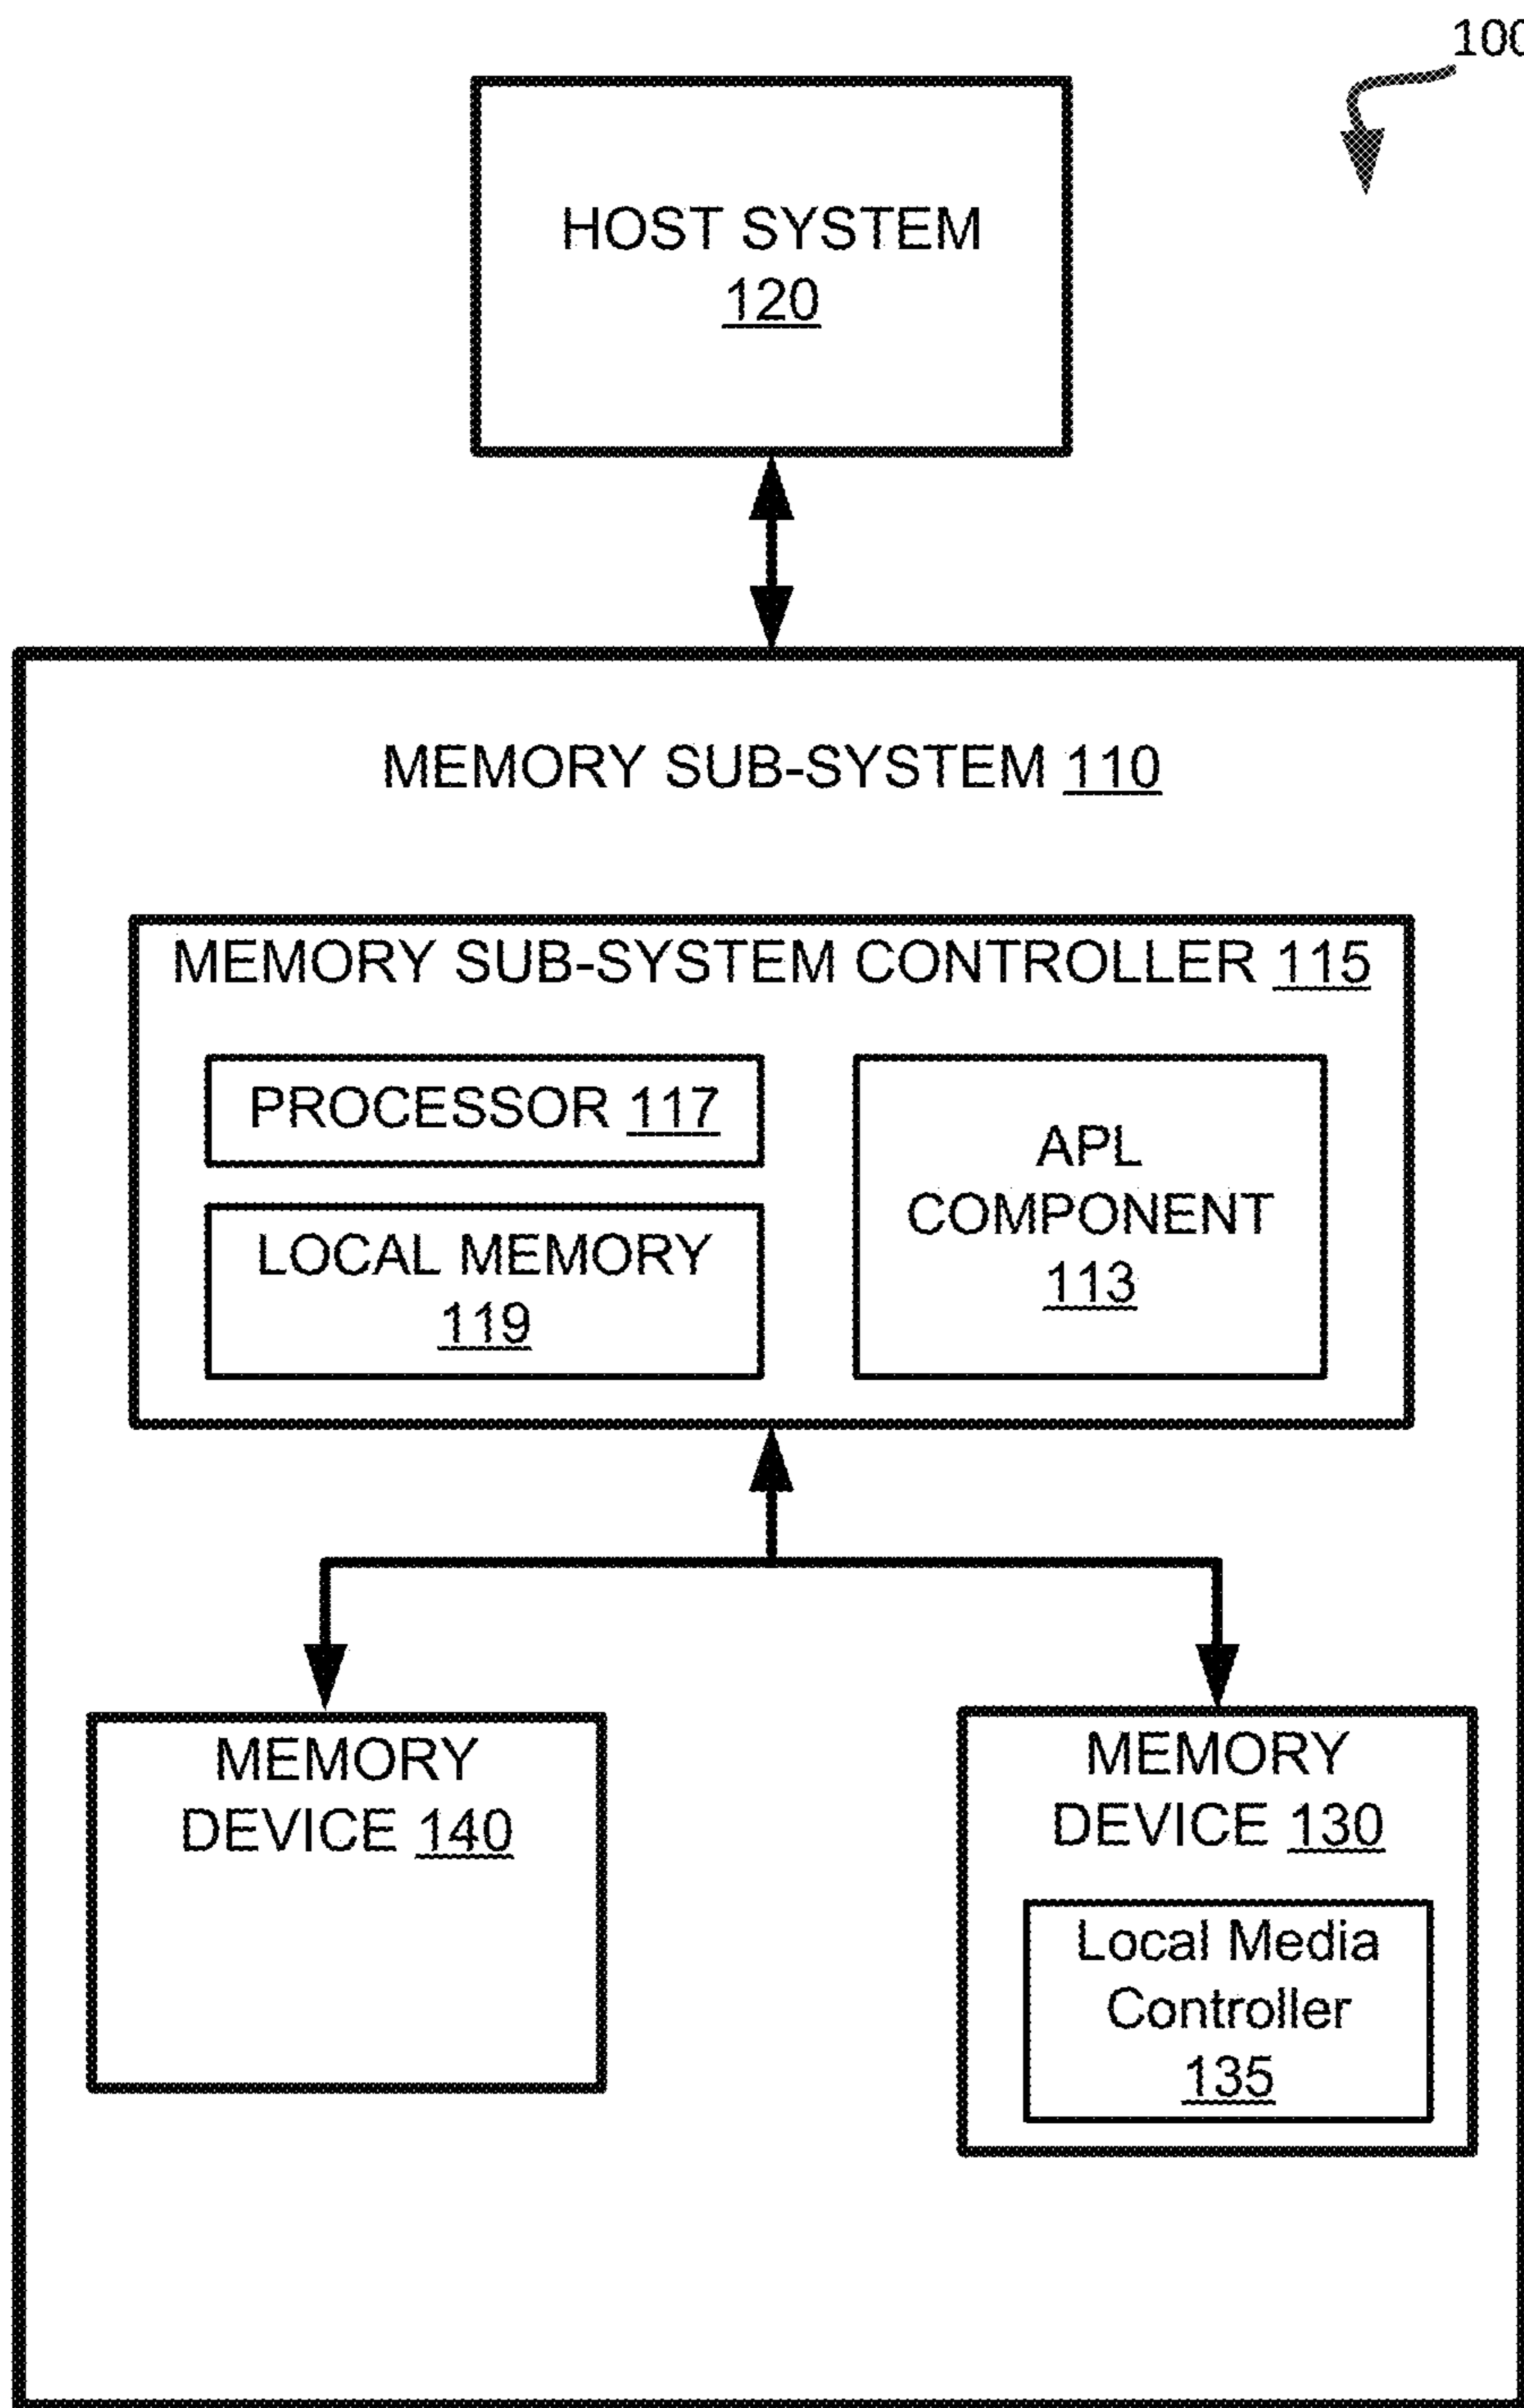 100
HOST SYSTEM
120
MEMORY SUB-SYSTEM 110
MEMORY SUB-SYSTEM CONTROLLER 115
PROCESSOR 117
LOCAL MEMORY
119
APL
COMPONENT
113
MEMORY
DEVICE 140
MEMORY
DEVICE 130
Local Media
Controller
135